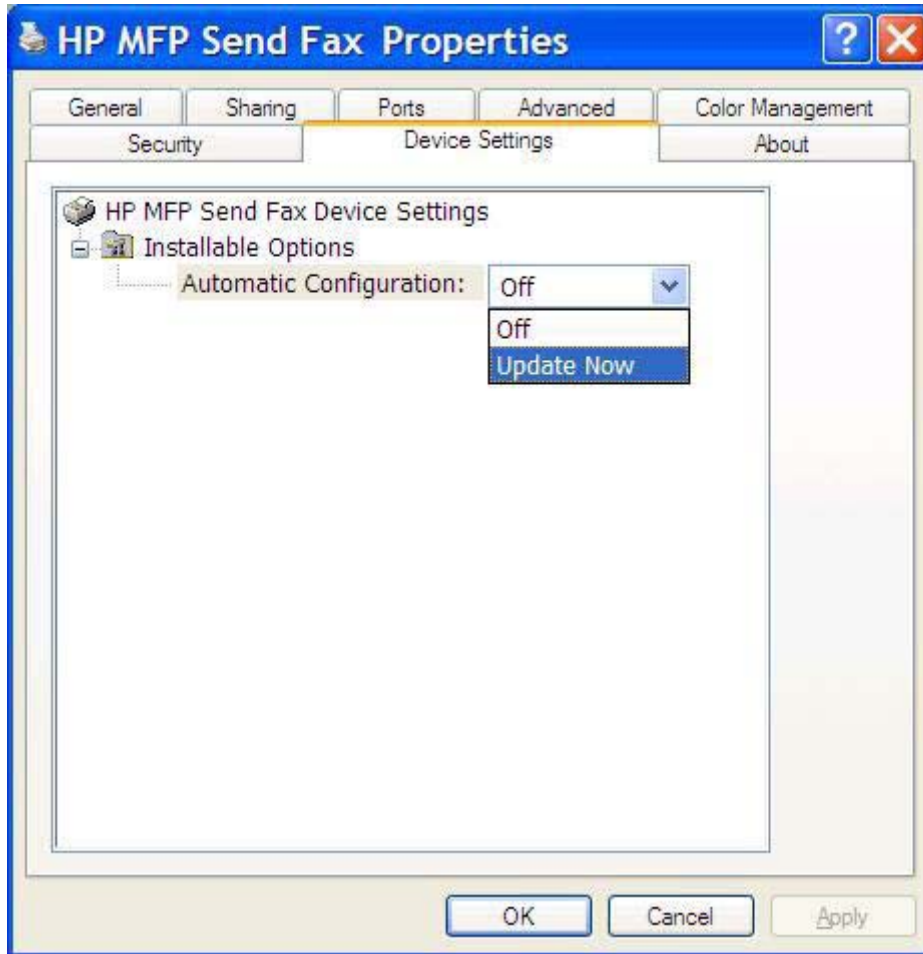 HP MFP Send Fax Properties
General Sharing Ports Advanced Color Management
Security Device Settings About
HP MFP Send Fax Device Settings
Installable Options
Automatic Configuration: Off
Off
Update Now
OK Cancel Apply